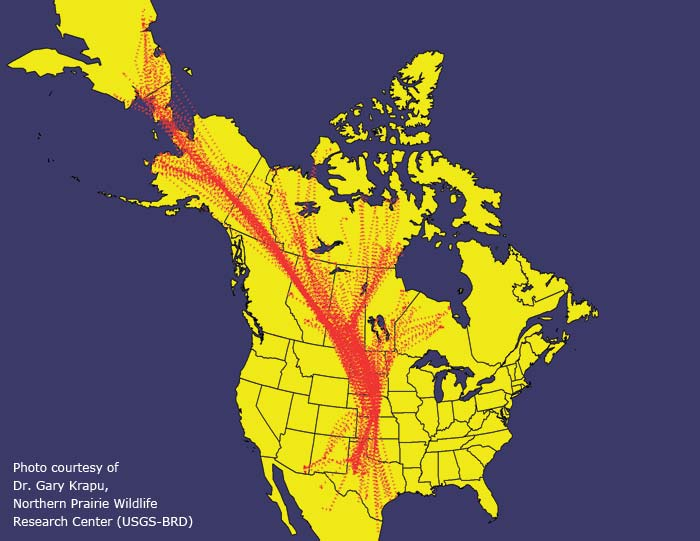 Photo courtesy of
Dr. Gary Krapu,
Northern Prairie Wildlife
Research Center (USGS-BRD)